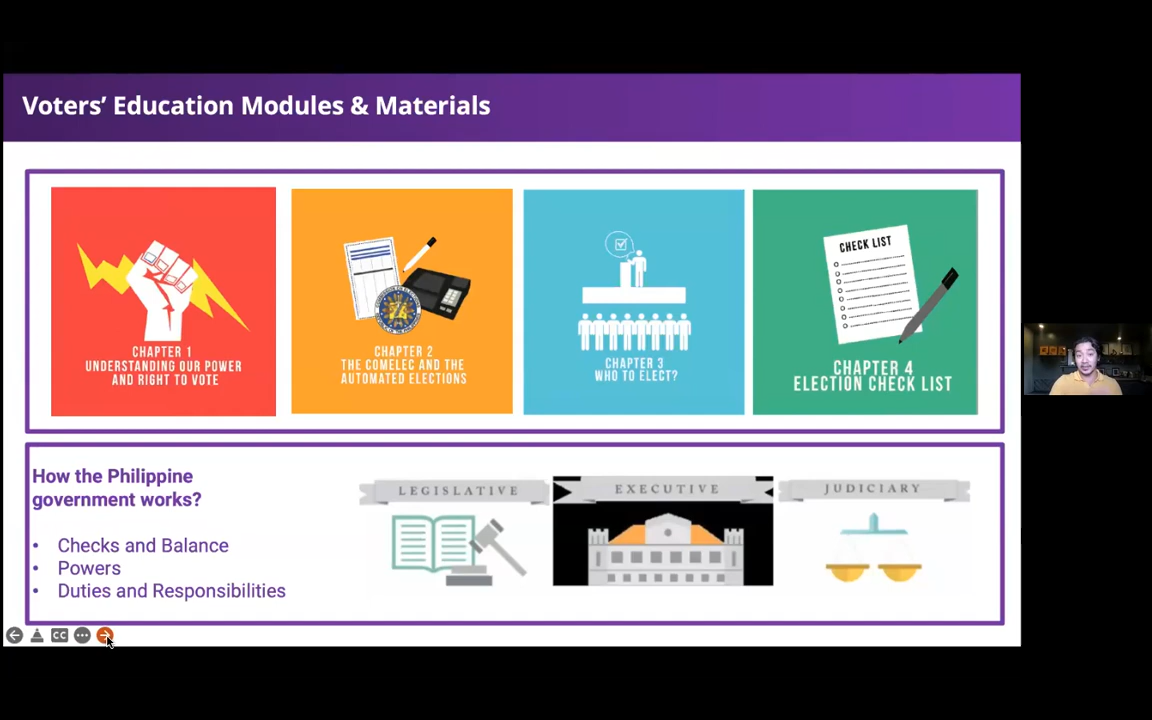 Voters’ Education Modules & Materials
CHAPTER 1
UNDERSTANDING OUR POWER
AND RIGHT TO VOTE
CHAPTER 2
THE COMELEC AND THE
AUTOMATED ELECTIONS
CHAPTER 3
WHO TO ELECT?
CHECK LIST
CHAPTER 4
ELECTION CHECK LIST
How the Philippine
government works?
• Checks and Balance
• Powers
• Duties and Responsibilities
LEGISLATIVE
EXECUTIVE
JUDICIARY
CC